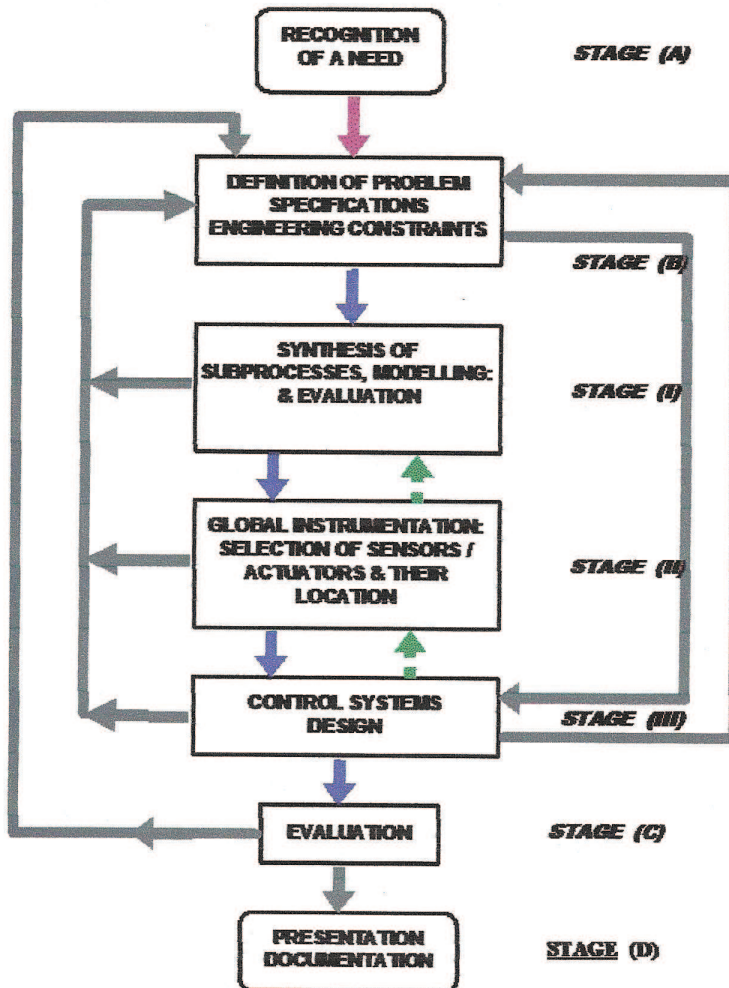 RECOGNITION
OF A NEED
STAGE (A)
DEFINITION OF PROBLEM
SPECIFICATIONS
ENGINEERING CONSTRAINTS
STAGE (B)
SYNTHESIS OF
SUBPROCESSES, MODELLING:
& EVALUATION
STAGE (I)
GLOBAL INSTRUMENTATION:
SELECTION OF SENSORS /
ACTUATORS & THEIR
LOCATION
STAGE (II)
CONTROL SYSTEMS
DESIGN
STAGE (III)
EVALUATION
STAGE (C)
PRESENTATION
DOCUMENTATION
STAGE (D)